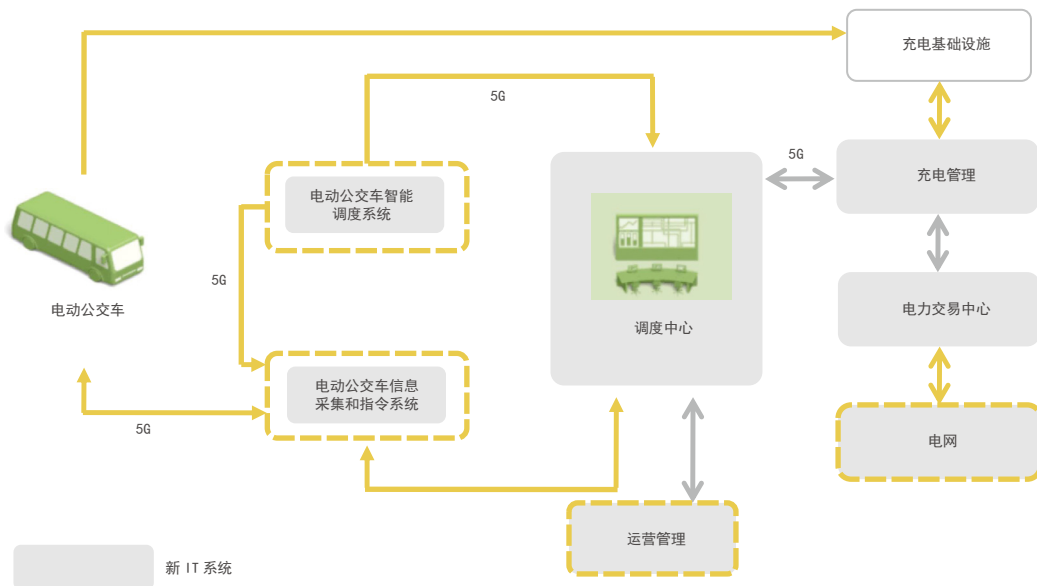 充电基础设施
5G
5G
充电管理
电动公交车智能
调度系统
5G
电动公交车
调度中心
电力交易中心
电动公交车信息
采集和指令系统
5G
电网
运营管理
新 IT 系统